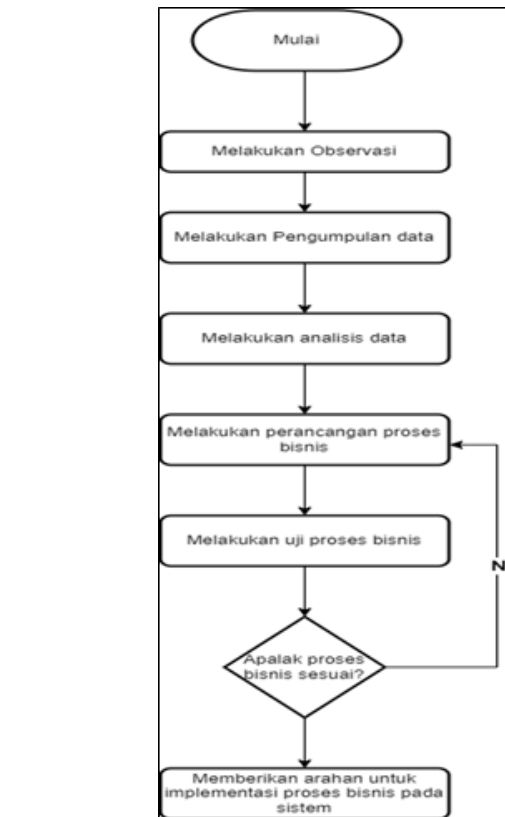 Mulai
Melakukan Observasi
Melakukan Pengumpulan data
Melakukan analisis data
Melakukan perancangan proses
bisnis
Melakukan uji proses bisnis
N
Apalak proses
bisnis sesuai?
Memberikan arahan untuk
implementasi proses bisnis pada
sistem